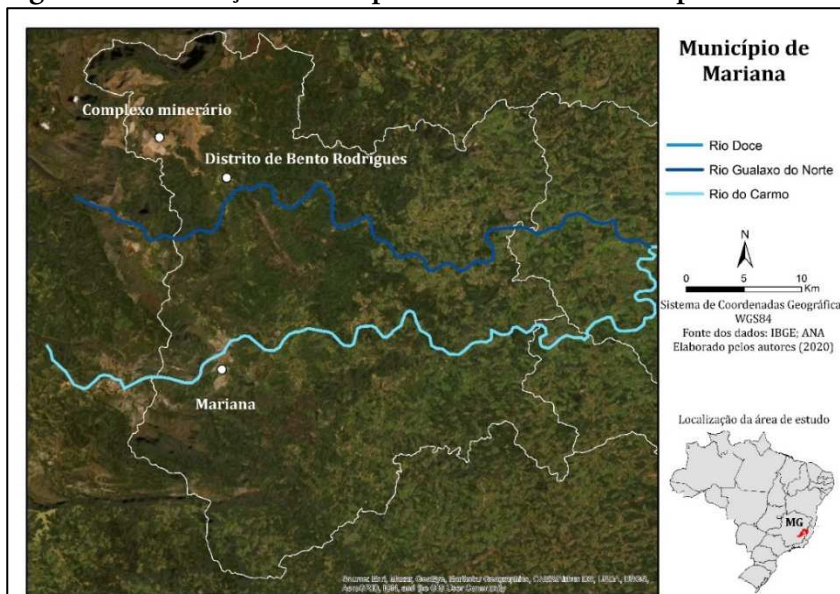 Município de
Mariana
Complexo minerário
Distrito de Bento Rodrigues
Mariana
Rio Doce
Rio Gualaxo do Norte
Rio do Carmo
N
0 5 10
Km
Sistema de Coordenadas Geográfica
WGS84
Fonte dos dados: IBGE; ANA
Elaborado pelos autores (2020)
Localização da área de estudo
MG